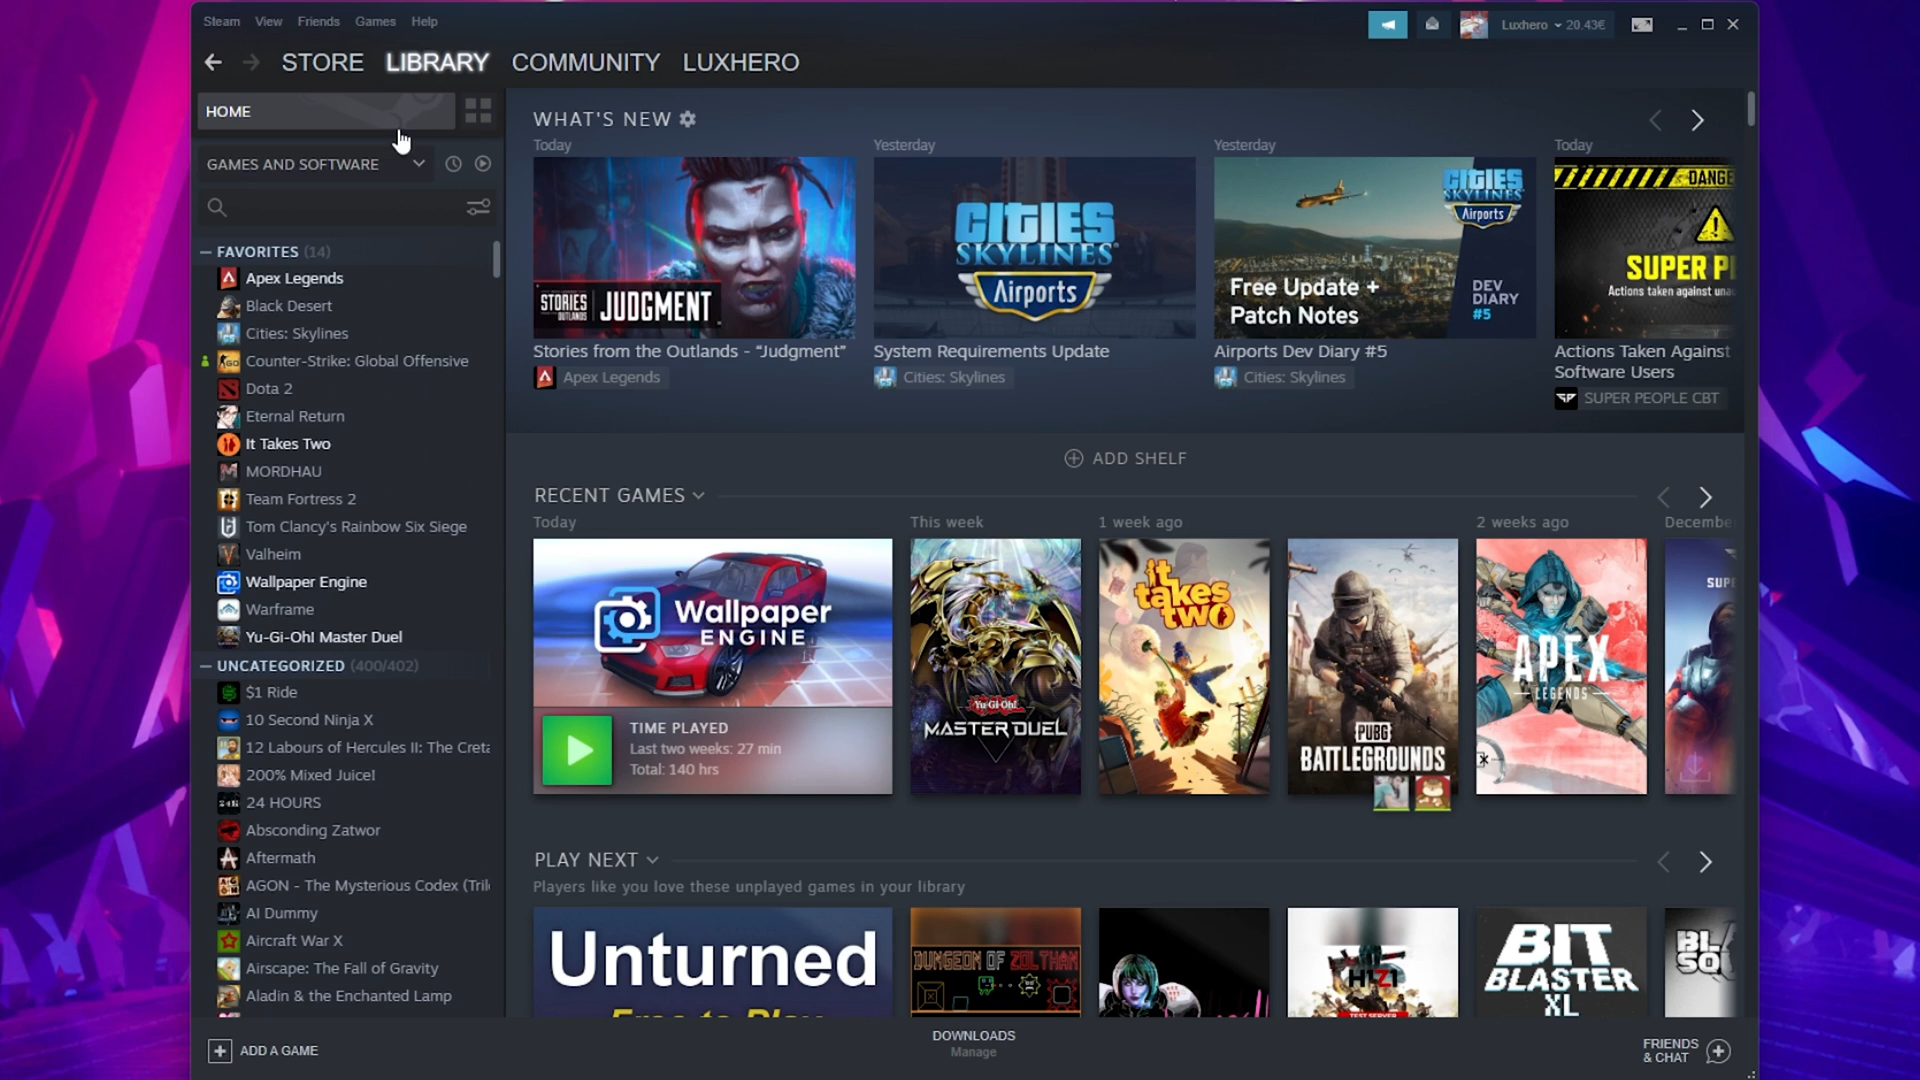 Steam View Friends Games Help
Luxhero 20.43€
STORE LIBRARY COMMUNITY LUXHERO
HOME
GAMES AND SOFTWARE
FAVORITES (14)
Apex Legends
Black Desert
Cities: Skylines
Counter-Strike: Global Offensive
Dota 2
Eternal Return
It Takes Two
MORDHAU
Team Fortress 2
Tom Clancy's Rainbow Six Siege
Valheim
Wallpaper Engine
Warframe
Yu-Gi-Oh! Master Duel
UNCATEGORIZED (400/402)
$1 Ride
10 Second Ninja X
12 Labours of Hercules II: The Creta
200% Mixed Juice!
24 HOURS
Absconding Zatwor
Aftermath
AGON - The Mysterious Codex (Tril
AI Dummy
Aircraft War X
Airscape: The Fall of Gravity
Aladin & the Enchanted Lamp
WHAT'S NEW
Today
Yesterday
Yesterday
Today
STORIES
OUTLANDS
JUDGMENT
CITIES
SKYLINES
Airports
CITIES
SKYLINES
Airports
Free Update +
Patch Notes
DEV
DIARY
#5
DANGE
SUPER P
Actions taken against una
Stories from the Outlands - “Judgment”
Apex Legends
System Requirements Update
Cities: Skylines
Airports Dev Diary #5
Cities: Skylines
Actions Taken Against
Software Users
SUPER PEOPLE CBT
ADD SHELF
RECENT GAMES
Today
This week
1 week ago
2 weeks ago
Decembe
Wallpaper
ENGINE
TIME PLAYED
Last two weeks: 27 min
Total: 140 hrs
Yu-Gi-Oh!
MASTER DUEL
it
takes
two
PUBG
BATTLEGROUNDS
APEX
LEGENDS
SUPE
PLAY NEXT
Players like you love these unplayed games in your library
Unturned
Free to Play
DUNGEON OF ZOLTHAN
H1Z1
TEST SERVER
BIT
BLASTER
XL
BL
SQ
ADD A GAME
DOWNLOADS
Manage
FRIENDS
& CHAT